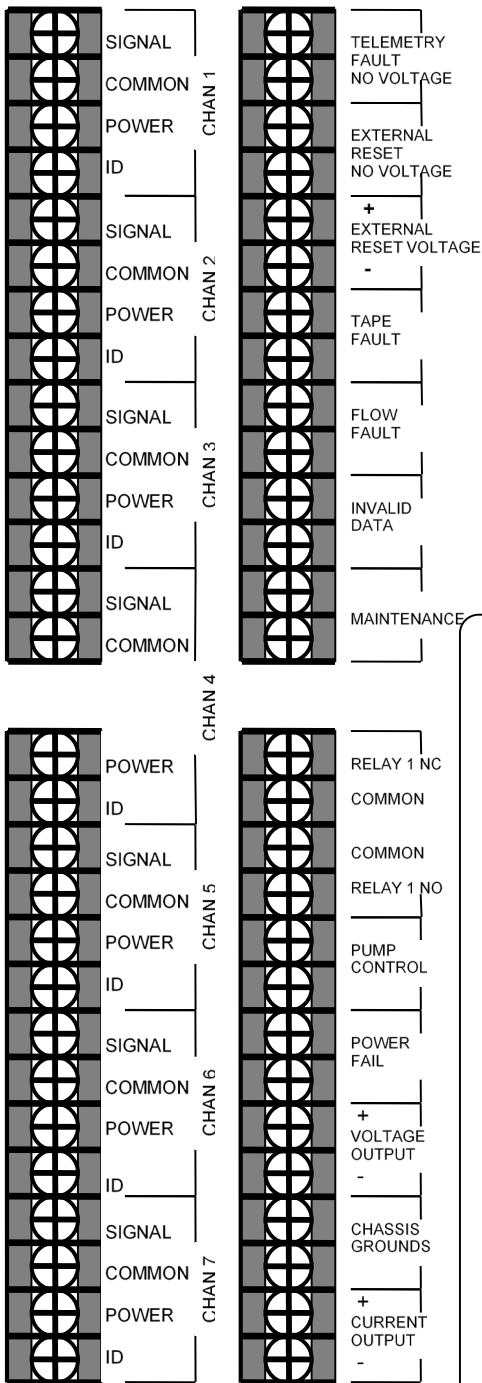 SIGNAL
COMMON
POWER
ID
CHAN 1
SIGNAL
COMMON
POWER
ID
CHAN 2
SIGNAL
COMMON
POWER
ID
CHAN 3
SIGNAL
COMMON
CHAN 4
POWER
ID
SIGNAL
COMMON
POWER
ID
CHAN 5
SIGNAL
COMMON
POWER
ID
CHAN 6
SIGNAL
COMMON
POWER
ID
CHAN 7
TELEMETRY
FAULT
NO VOLTAGE
EXTERNAL
RESET
NO VOLTAGE
+
EXTERNAL
RESET VOLTAGE
-
TAPE
FAULT
FLOW
FAULT
INVALID
DATA
MAINTENANCE
RELAY 1 NC
COMMON
COMMON
RELAY 1 NO
PUMP
CONTROL
POWER
FAIL
+
VOLTAGE
OUTPUT
-
CHASSIS
GROUNDS
+
CURRENT
OUTPUT
-